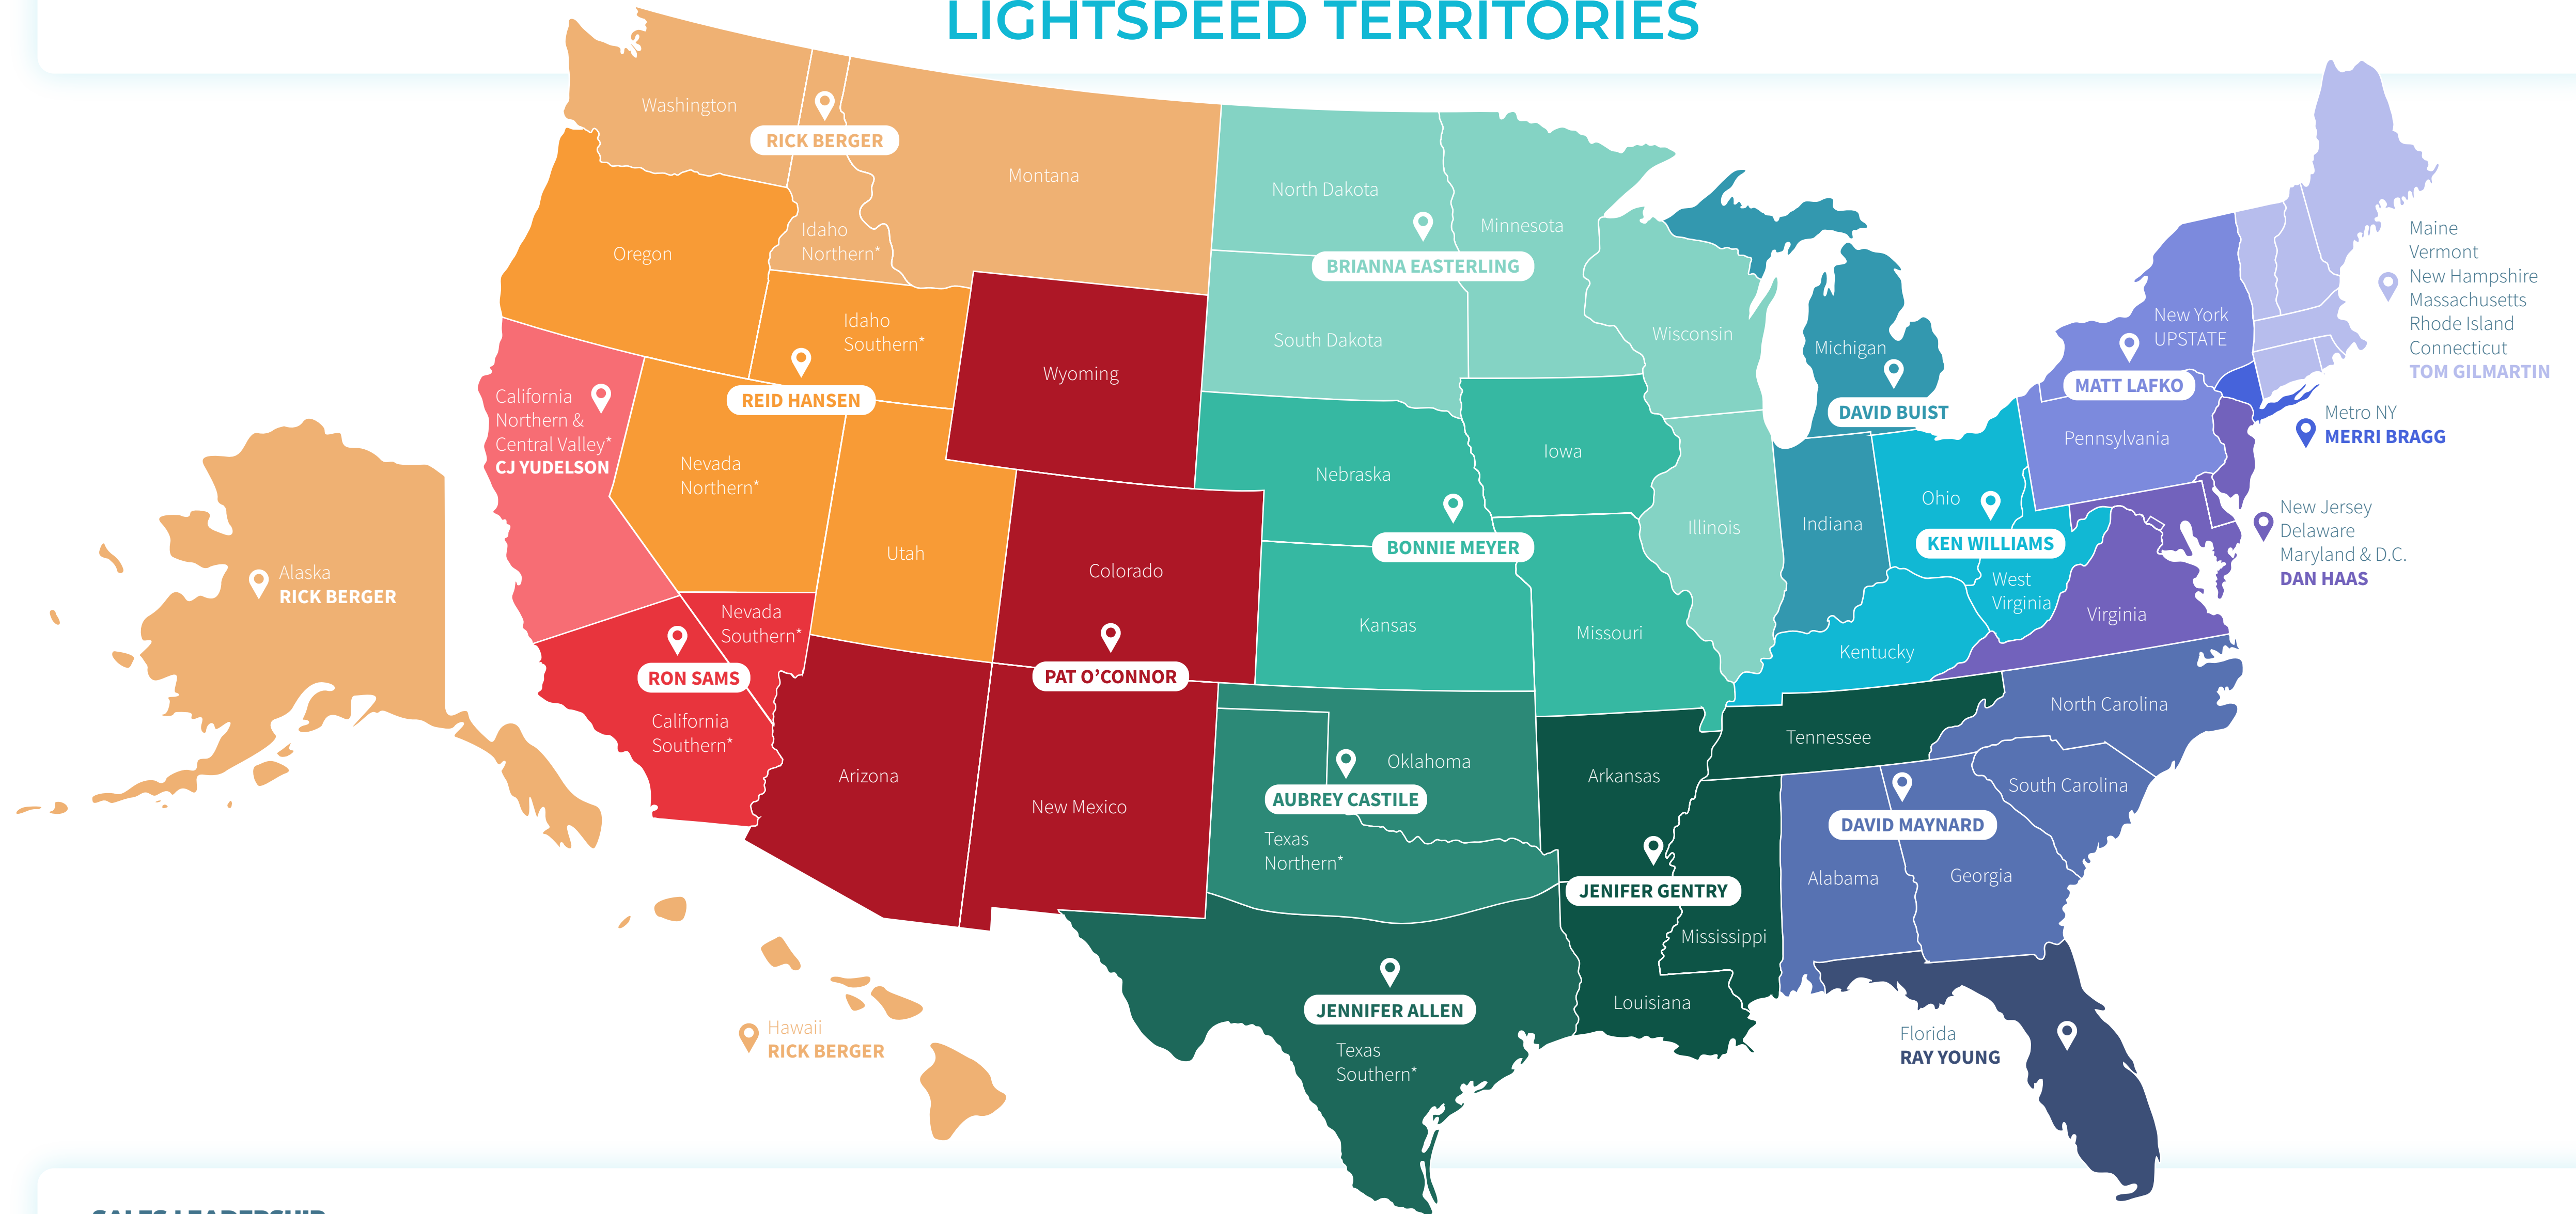 LIGHTSPEED TERRITORIES
Washington
RICK BERGER
Montana
Idaho
Northern*
Oregon
Idaho
Southern*
REID HANSEN
Wyoming
California
Northern &
Central Valley*
CJ YUDELSON
Nevada
Northern*
Utah
Colorado
PAT O’CONNOR
Nevada
Southern*
RON SAMS
California
Southern*
Arizona
New Mexico
Alaska
RICK BERGER
Hawaii
RICK BERGER
North Dakota
Minnesota
BRIANNA EASTERLING
South Dakota
Wisconsin
Illinois
Iowa
Nebraska
BONNIE MEYER
Kansas
Missouri
Oklahoma
AUBREY CASTILE
Texas
Northern*
JENNIFER ALLEN
Texas
Southern*
Arkansas
Tennessee
JENIFER GENTRY
Mississippi
Louisiana
Michigan
DAVID BUIST
Indiana
Ohio
KEN WILLIAMS
West
Virginia
Kentucky
Virginia
North Carolina
South Carolina
DAVID MAYNARD
Alabama
Georgia
Florida
RAY YOUNG
New York
UPSTATE
MATT LAFKO
Pennsylvania
Maine
Vermont
New Hampshire
Massachusetts
Rhode Island
Connecticut
TOM GILMARTIN
Metro NY
MERRI BRAGG
New Jersey
Delaware
Maryland & D.C.
DAN HAAS
SALES LEADERSHIP